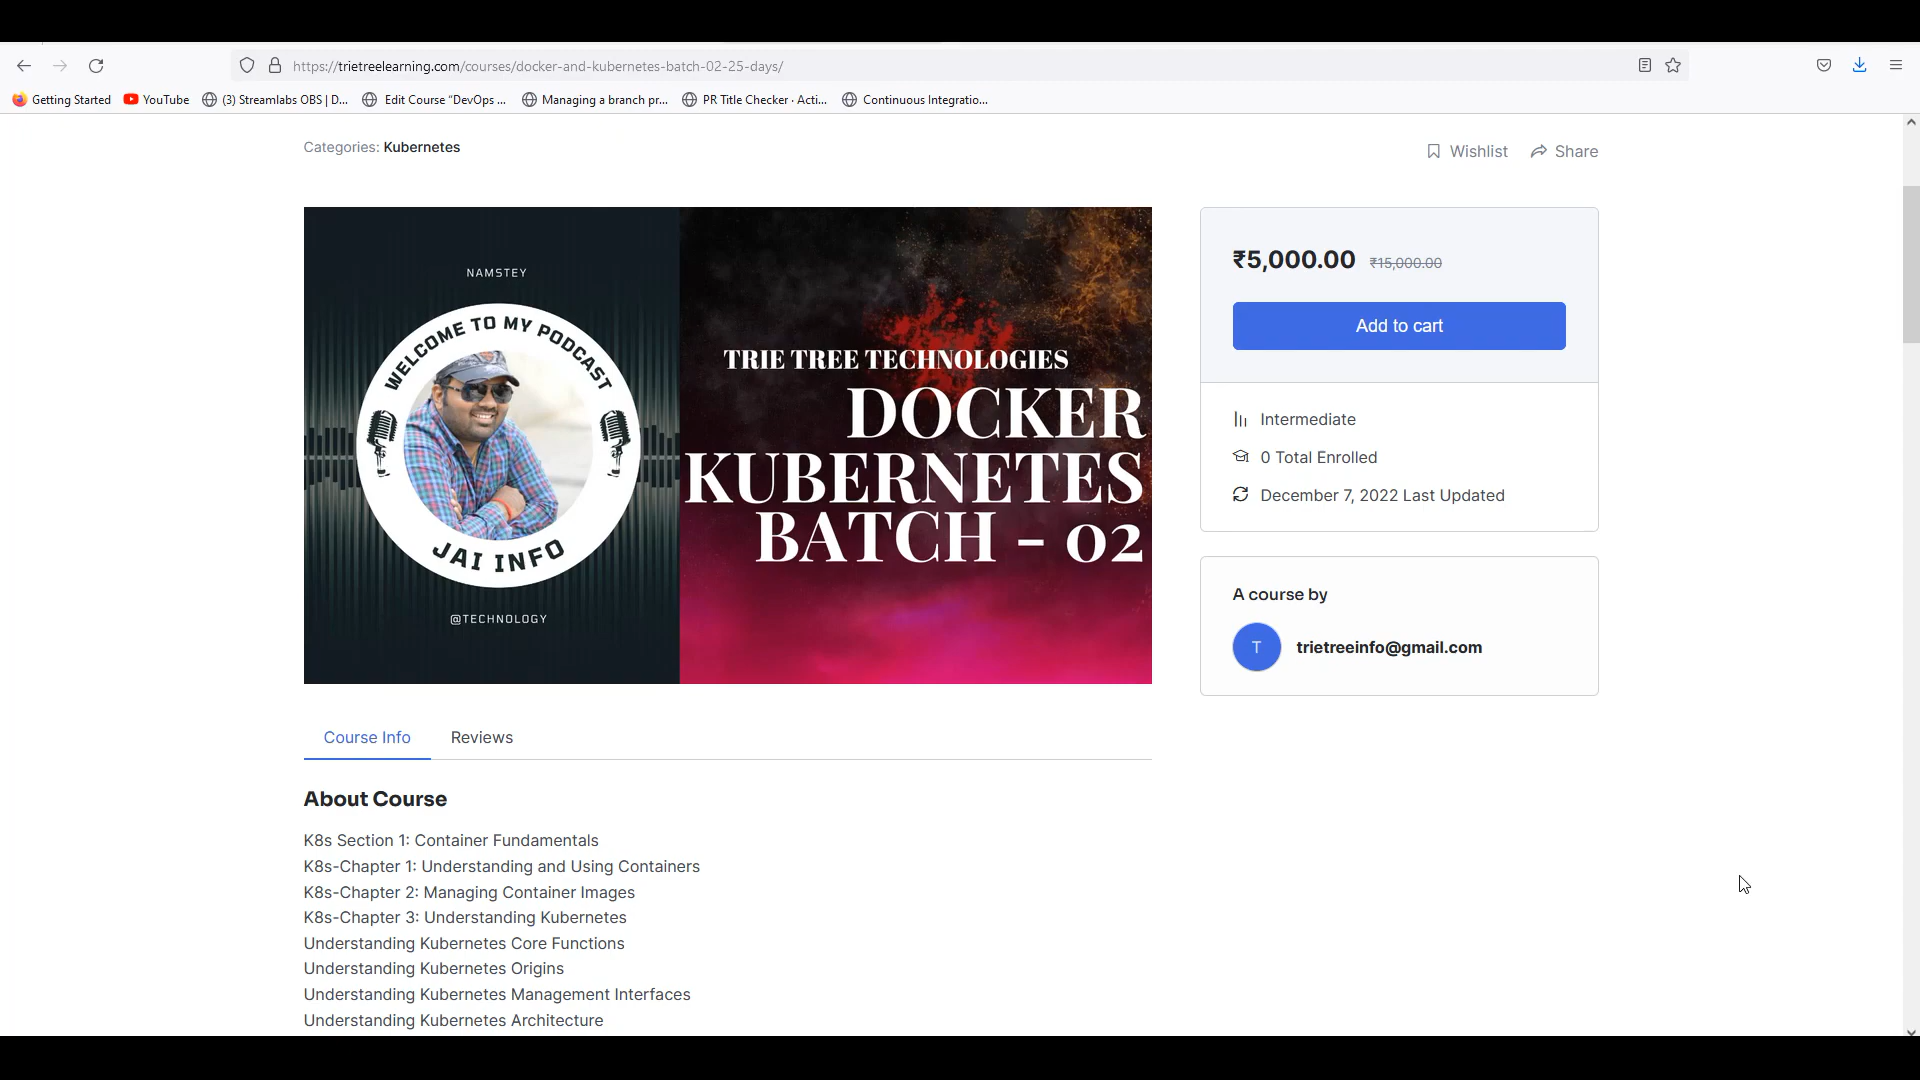 https://trietreelearning.com/courses/docker-and-kubernetes-batch-02-25-days/
Getting Started YouTube (3) Streamlabs OBS | D... Edit Course “DevOps ... Managing a branch pr... PR Title Checker · Acti... Continuous Integratio...
Categories: Kubernetes
Wishlist Share
NAMSTEY
WELCOME TO MY PODCAST
JAI INFO
@TECHNOLOGY
TRIE TREE TECHNOLOGIES
DOCKER
KUBERNETES
BATCH - 02
₹5,000.00 ₹15,000.00
Add to cart
Intermediate
0 Total Enrolled
December 7, 2022 Last Updated
A course by
T trietreeinfo@gmail.com
Course Info Reviews
About Course
K8s Section 1: Container Fundamentals
K8s-Chapter 1: Understanding and Using Containers
K8s-Chapter 2: Managing Container Images
K8s-Chapter 3: Understanding Kubernetes
Understanding Kubernetes Core Functions
Understanding Kubernetes Origins
Understanding Kubernetes Management Interfaces
Understanding Kubernetes Architecture